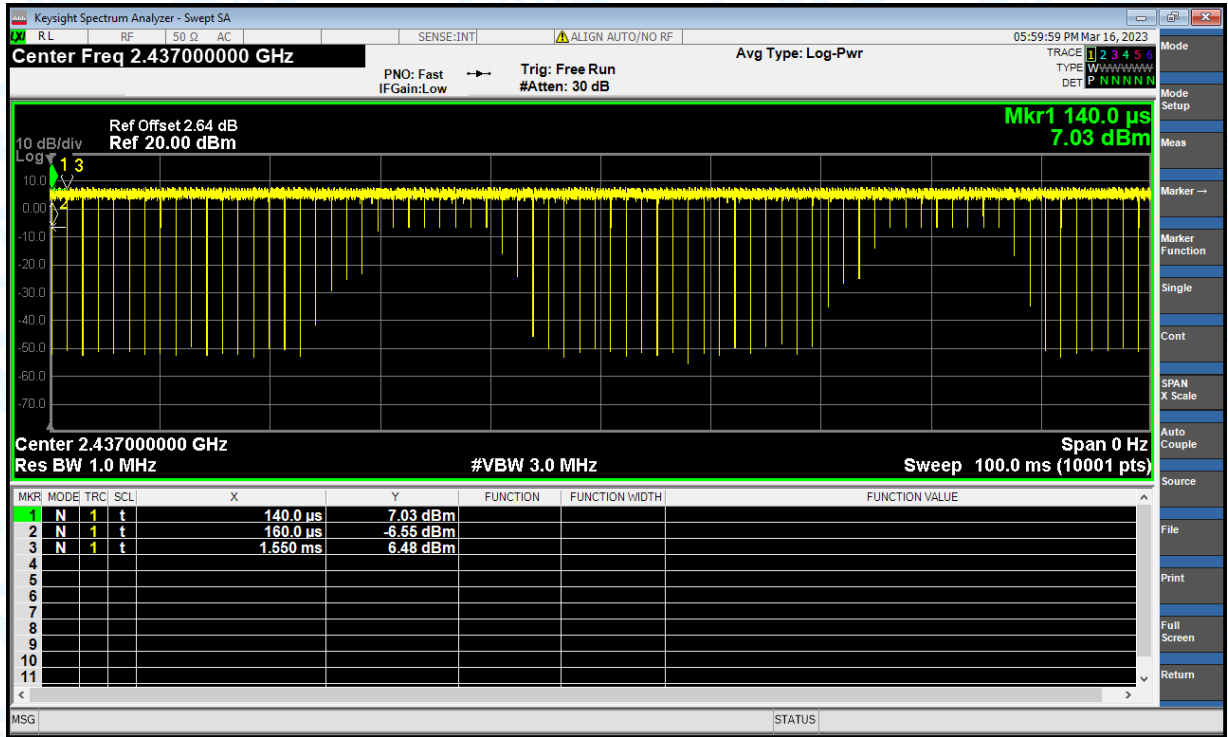 Keysight Spectrum Analyzer - Swept SA
LXI RL RF 50 Ω AC SENSE:INT ALIGN AUTO/NO RF 05:59:59 PM Mar 16, 2023
Center Freq 2.437000000 GHz Avg Type: Log-Pwr TRACE 1 2 3 4 5 6
PNO: Fast Trig: Free Run TYPE WWWWWW
IFGain:Low #Atten: 30 dB DET P N N N N N
Ref Offset 2.64 dB Mkr1 140.0 µs
10 dB/div Ref 20.00 dBm 7.03 dBm
Log
1 3
10.0
0.00
2
-10.0
-20.0
-30.0
-40.0
-50.0
-60.0
-70.0
Center 2.437000000 GHz Span 0 Hz
Res BW 1.0 MHz #VBW 3.0 MHz Sweep 100.0 ms (10001 pts)
MKR MODE TRC SCL X Y FUNCTION FUNCTION WIDTH FUNCTION VALUE
1 N 1 t 140.0 µs 7.03 dBm
2 N 1 t 160.0 µs -6.55 dBm
3 N 1 t 1.550 ms 6.48 dBm
4
5
6
7
8
9
10
11
MSG STATUS
Mode
Mode
Setup
Meas
Marker →
Marker
Function
Single
Cont
SPAN
X Scale
Auto
Couple
Source
File
Print
Full
Screen
Return